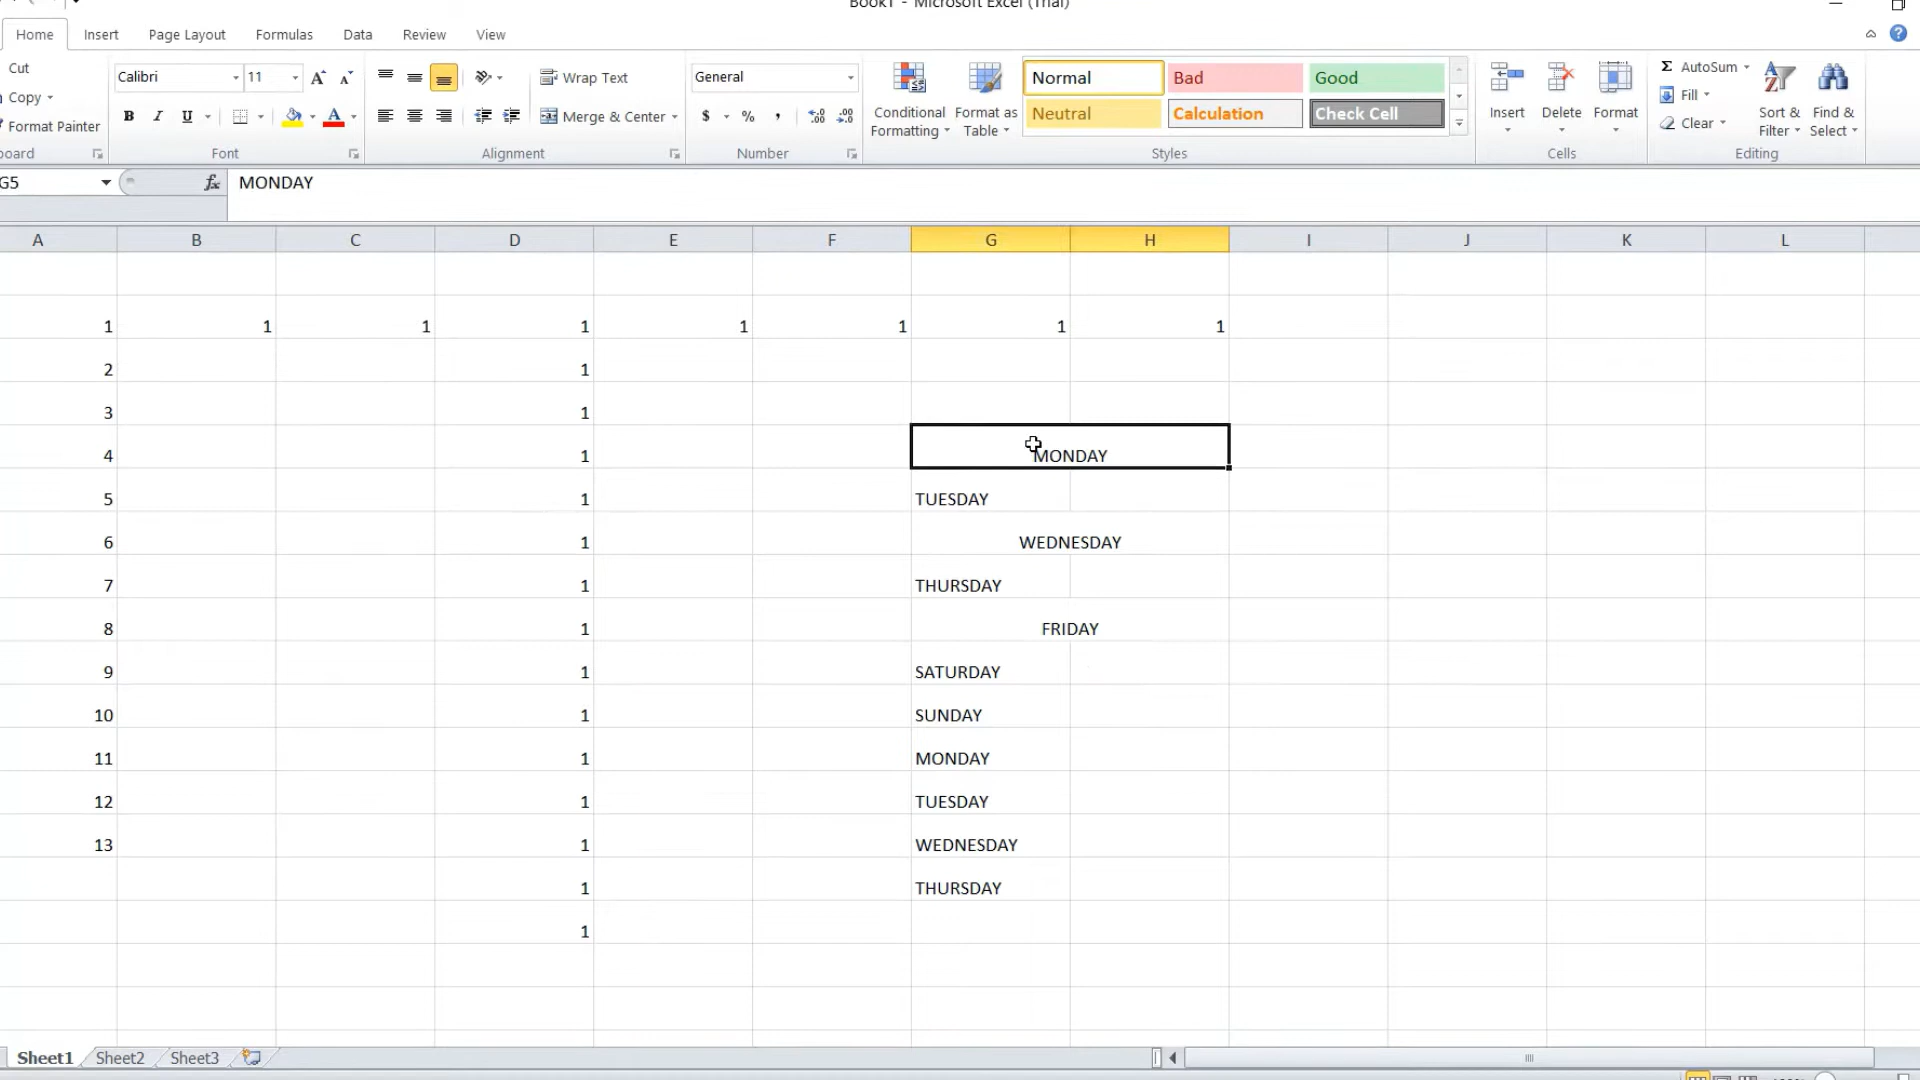 Book1 - Microsoft Excel (Trial)
Home Insert Page Layout Formulas Data Review View
Cut
Copy
Format Painter
Calibri 11
B I U A
Wrap Text
Merge & Center
General
$ % ,
Conditional Formatting
Format as Table
Normal Bad Good
Neutral Calculation Check Cell
Insert Delete Format
Σ AutoSum
Fill
Clear
Sort & Filter
Find & Select
oard Font Alignment Number Styles Cells Editing
G5 fx MONDAY
A B C D E F G H I J K L
1 1 1 1 1 1 1 1
2 1
3 1
4 1 MONDAY
5 1 TUESDAY
6 1 WEDNESDAY
7 1 THURSDAY
8 1 FRIDAY
9 1 SATURDAY
10 1 SUNDAY
11 1 MONDAY
12 1 TUESDAY
13 1 WEDNESDAY
1 THURSDAY
1
Sheet1 Sheet2 Sheet3